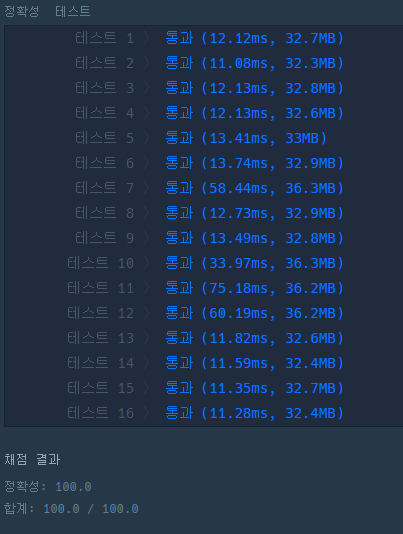 정확성 테스트
테스트 1 〉 통과 (12.12ms, 32.7MB)
테스트 2 〉 통과 (11.08ms, 32.3MB)
테스트 3 〉 통과 (12.13ms, 32.8MB)
테스트 4 〉 통과 (12.13ms, 32.6MB)
테스트 5 〉 통과 (13.41ms, 33MB)
테스트 6 〉 통과 (13.74ms, 32.9MB)
테스트 7 〉 통과 (58.44ms, 36.3MB)
테스트 8 〉 통과 (12.73ms, 32.9MB)
테스트 9 〉 통과 (13.49ms, 32.8MB)
테스트 10 〉 통과 (33.97ms, 36.3MB)
테스트 11 〉 통과 (75.18ms, 36.2MB)
테스트 12 〉 통과 (60.19ms, 36.2MB)
테스트 13 〉 통과 (11.82ms, 32.6MB)
테스트 14 〉 통과 (11.59ms, 32.4MB)
테스트 15 〉 통과 (11.35ms, 32.7MB)
테스트 16 〉 통과 (11.28ms, 32.4MB)
채점 결과
정확성: 100.0
합계: 100.0 / 100.0